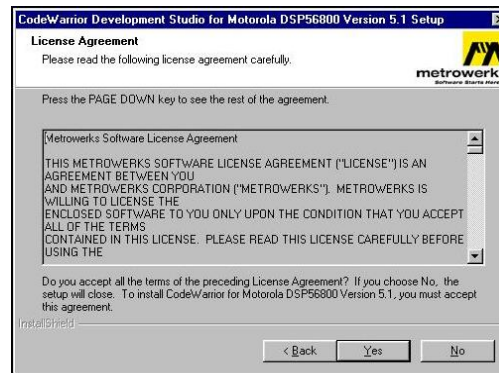 CodeWarrior Development Studio for Motorola DSP56800 Version 5.1 Setup
License Agreement
Please read the following license agreement carefully.
metrowerks
Software Starts Here
Press the PAGE DOWN key to see the rest of the agreement.
Metrowerks Software License Agreement
THIS METROWERKS SOFTWARE LICENSE AGREEMENT ("LICENSE") IS AN
AGREEMENT BETWEEN YOU
AND METROWERKS CORPORATION ("METROWERKS"). METROWERKS IS
WILLING TO LICENSE THE
ENCLOSED SOFTWARE TO YOU ONLY UPON THE CONDITION THAT YOU ACCEPT
ALL OF THE TERMS
CONTAINED IN THIS LICENSE. PLEASE READ THIS LICENSE CAREFULLY BEFORE
USING THE
Do you accept all the terms of the preceding License Agreement? If you choose No, the
setup will close. To install CodeWarrior for Motorola DSP56800 Version 5.1, you must accept
this agreement.
InstallShield
< Back
Yes
No